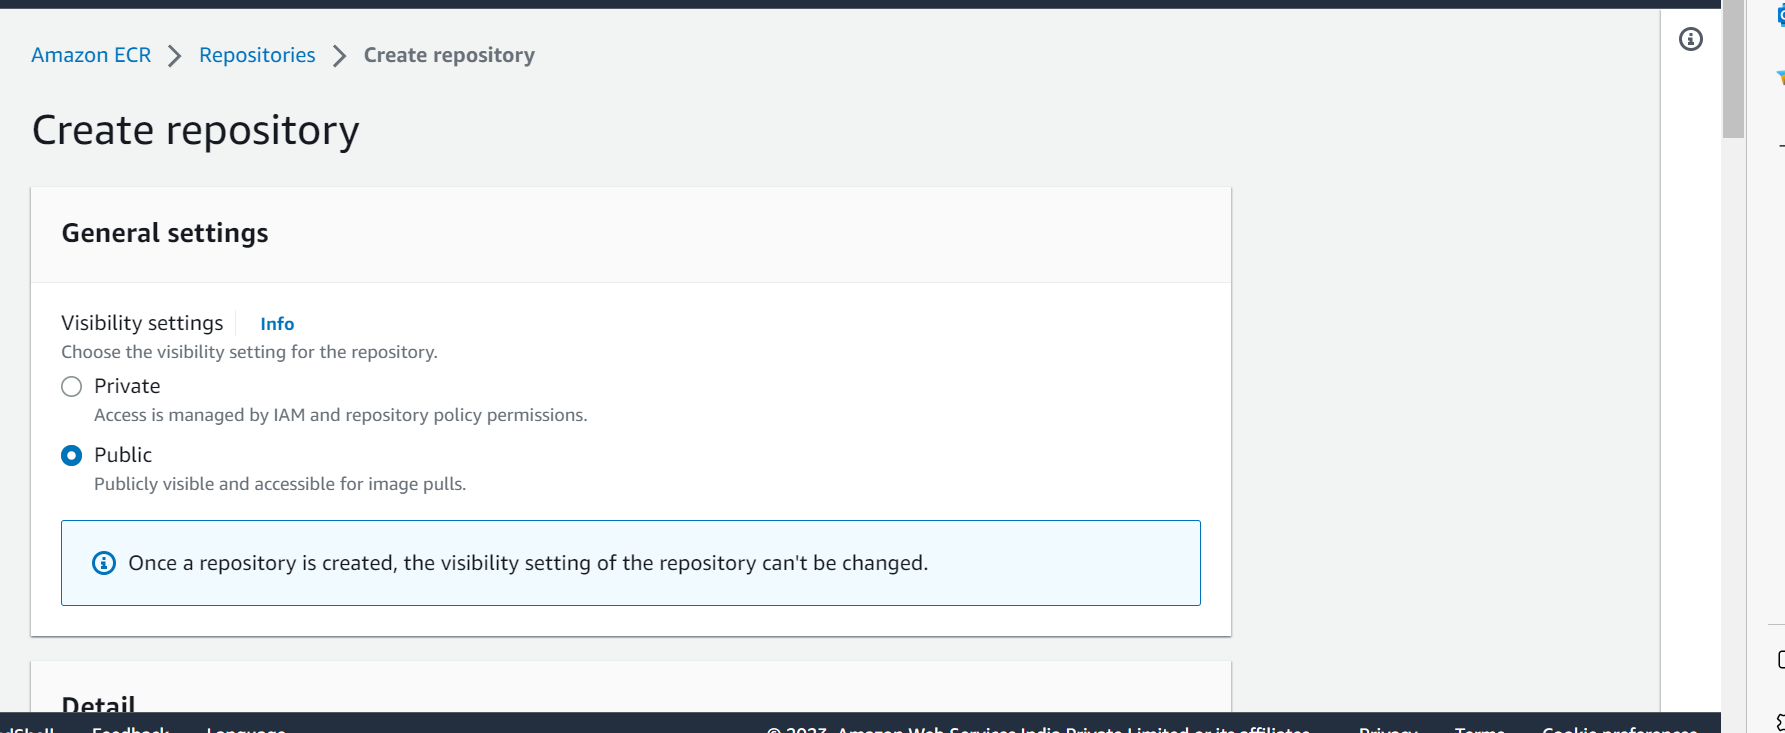 Amazon ECR Repositories Create repository
Create repository
General settings
Visibility settings Info
Choose the visibility setting for the repository.
Private
Access is managed by IAM and repository policy permissions.
Public
Publicly visible and accessible for image pulls.
Once a repository is created, the visibility setting of the repository can't be changed.
Detail
Feedback Language © 2023, Amazon Web Services India Private Limited or its affiliates. Privacy Terms Cookie preferences